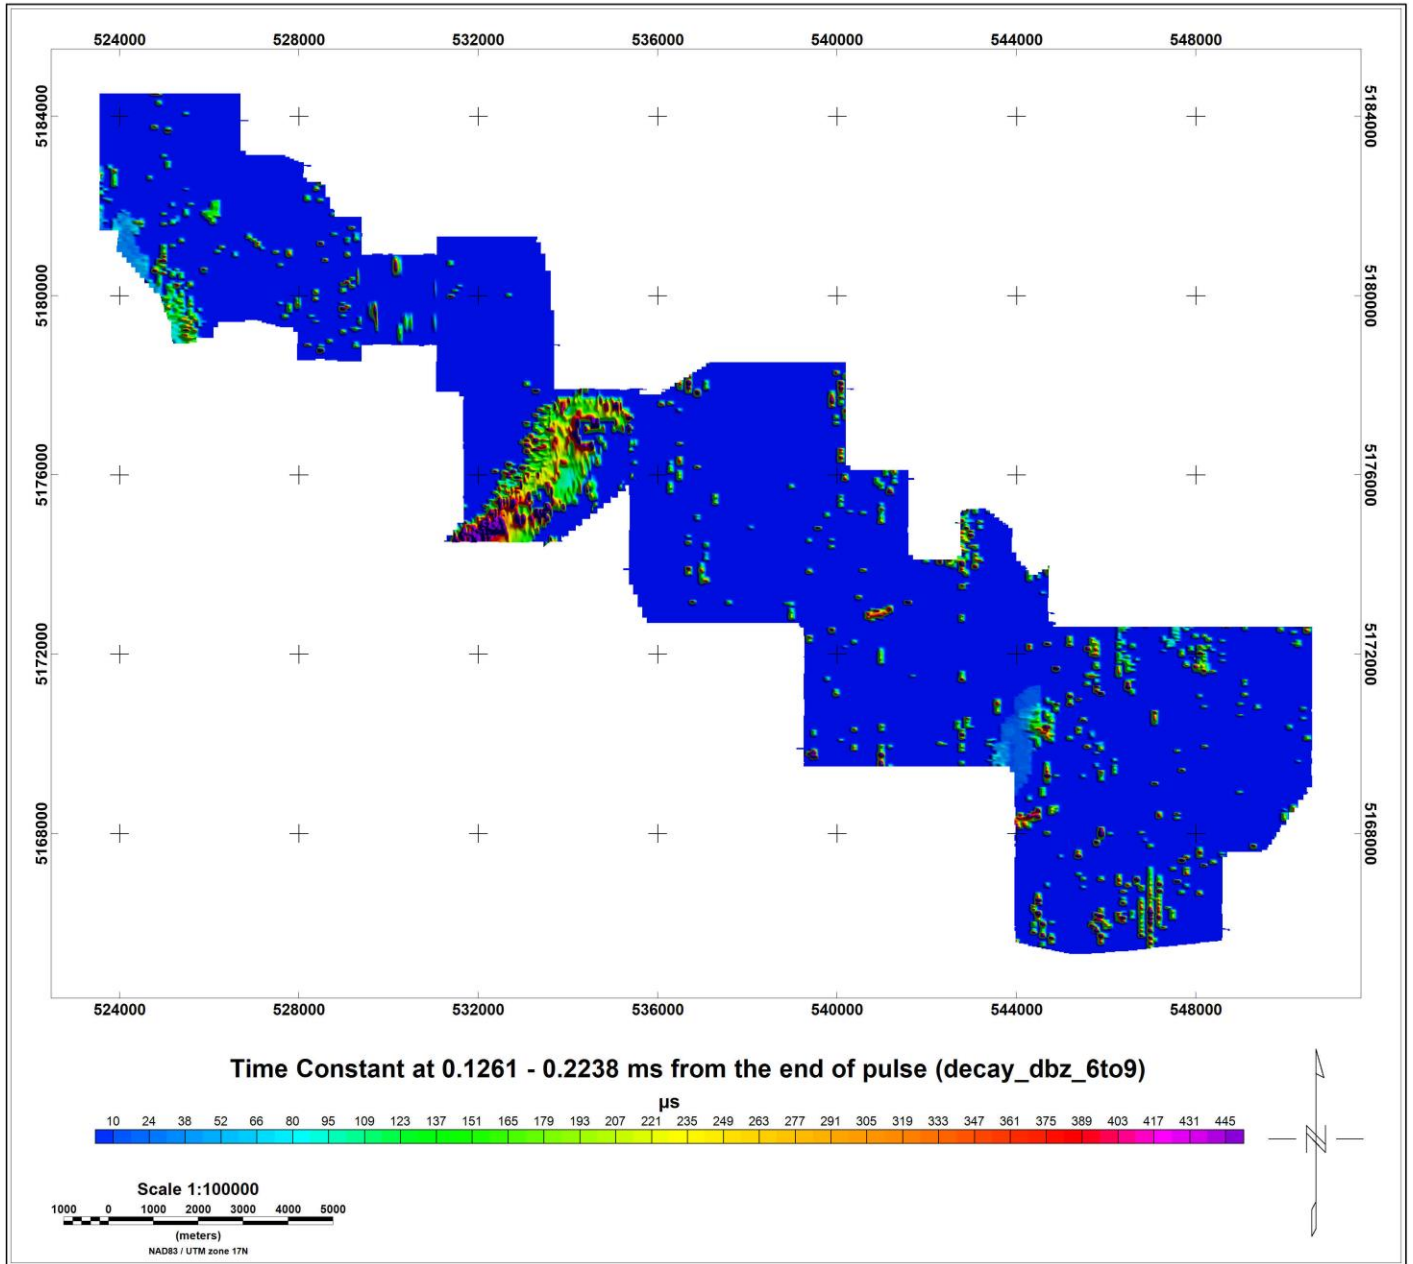 524000 528000 532000 536000 540000 544000 548000
5184000 5184000
5180000 5180000
5176000 5176000
5172000 5172000
5168000 5168000
524000 528000 532000 536000 540000 544000 548000
Time Constant at 0.1261 - 0.2238 ms from the end of pulse (decay_dbz_6to9)
µs
10 24 38 52 66 80 95 109 123 137 151 165 179 193 207 221 235 249 263 277 291 305 319 333 347 361 375 389 403 417 431 445
Scale 1:100000
1000 0 1000 2000 3000 4000 5000
(meters)
NAD83 / UTM zone 17N
N